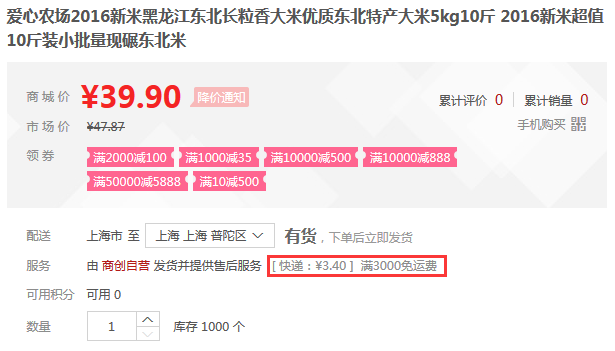 爱心农场2016新米黑龙江东北长粒香大米优质东北特产大米5kg10斤 2016新米超值
10斤装小批量现碾东北米
商城价 ¥39.90 降价通知 累计评价 0 累计销量 0
市场价 ¥47.87 手机购买
领券 满2000减100 满1000减35 满10000减500 满10000减888
满50000减5888 满10减500
配送 上海市 至 上海 上海 普陀区 有货，下单后立即发货
服务 由 商创自营 发货并提供售后服务 [ 快递：¥3.40 ] 满3000免运费
可用积分 可用 0
数量 1 库存 1000 个